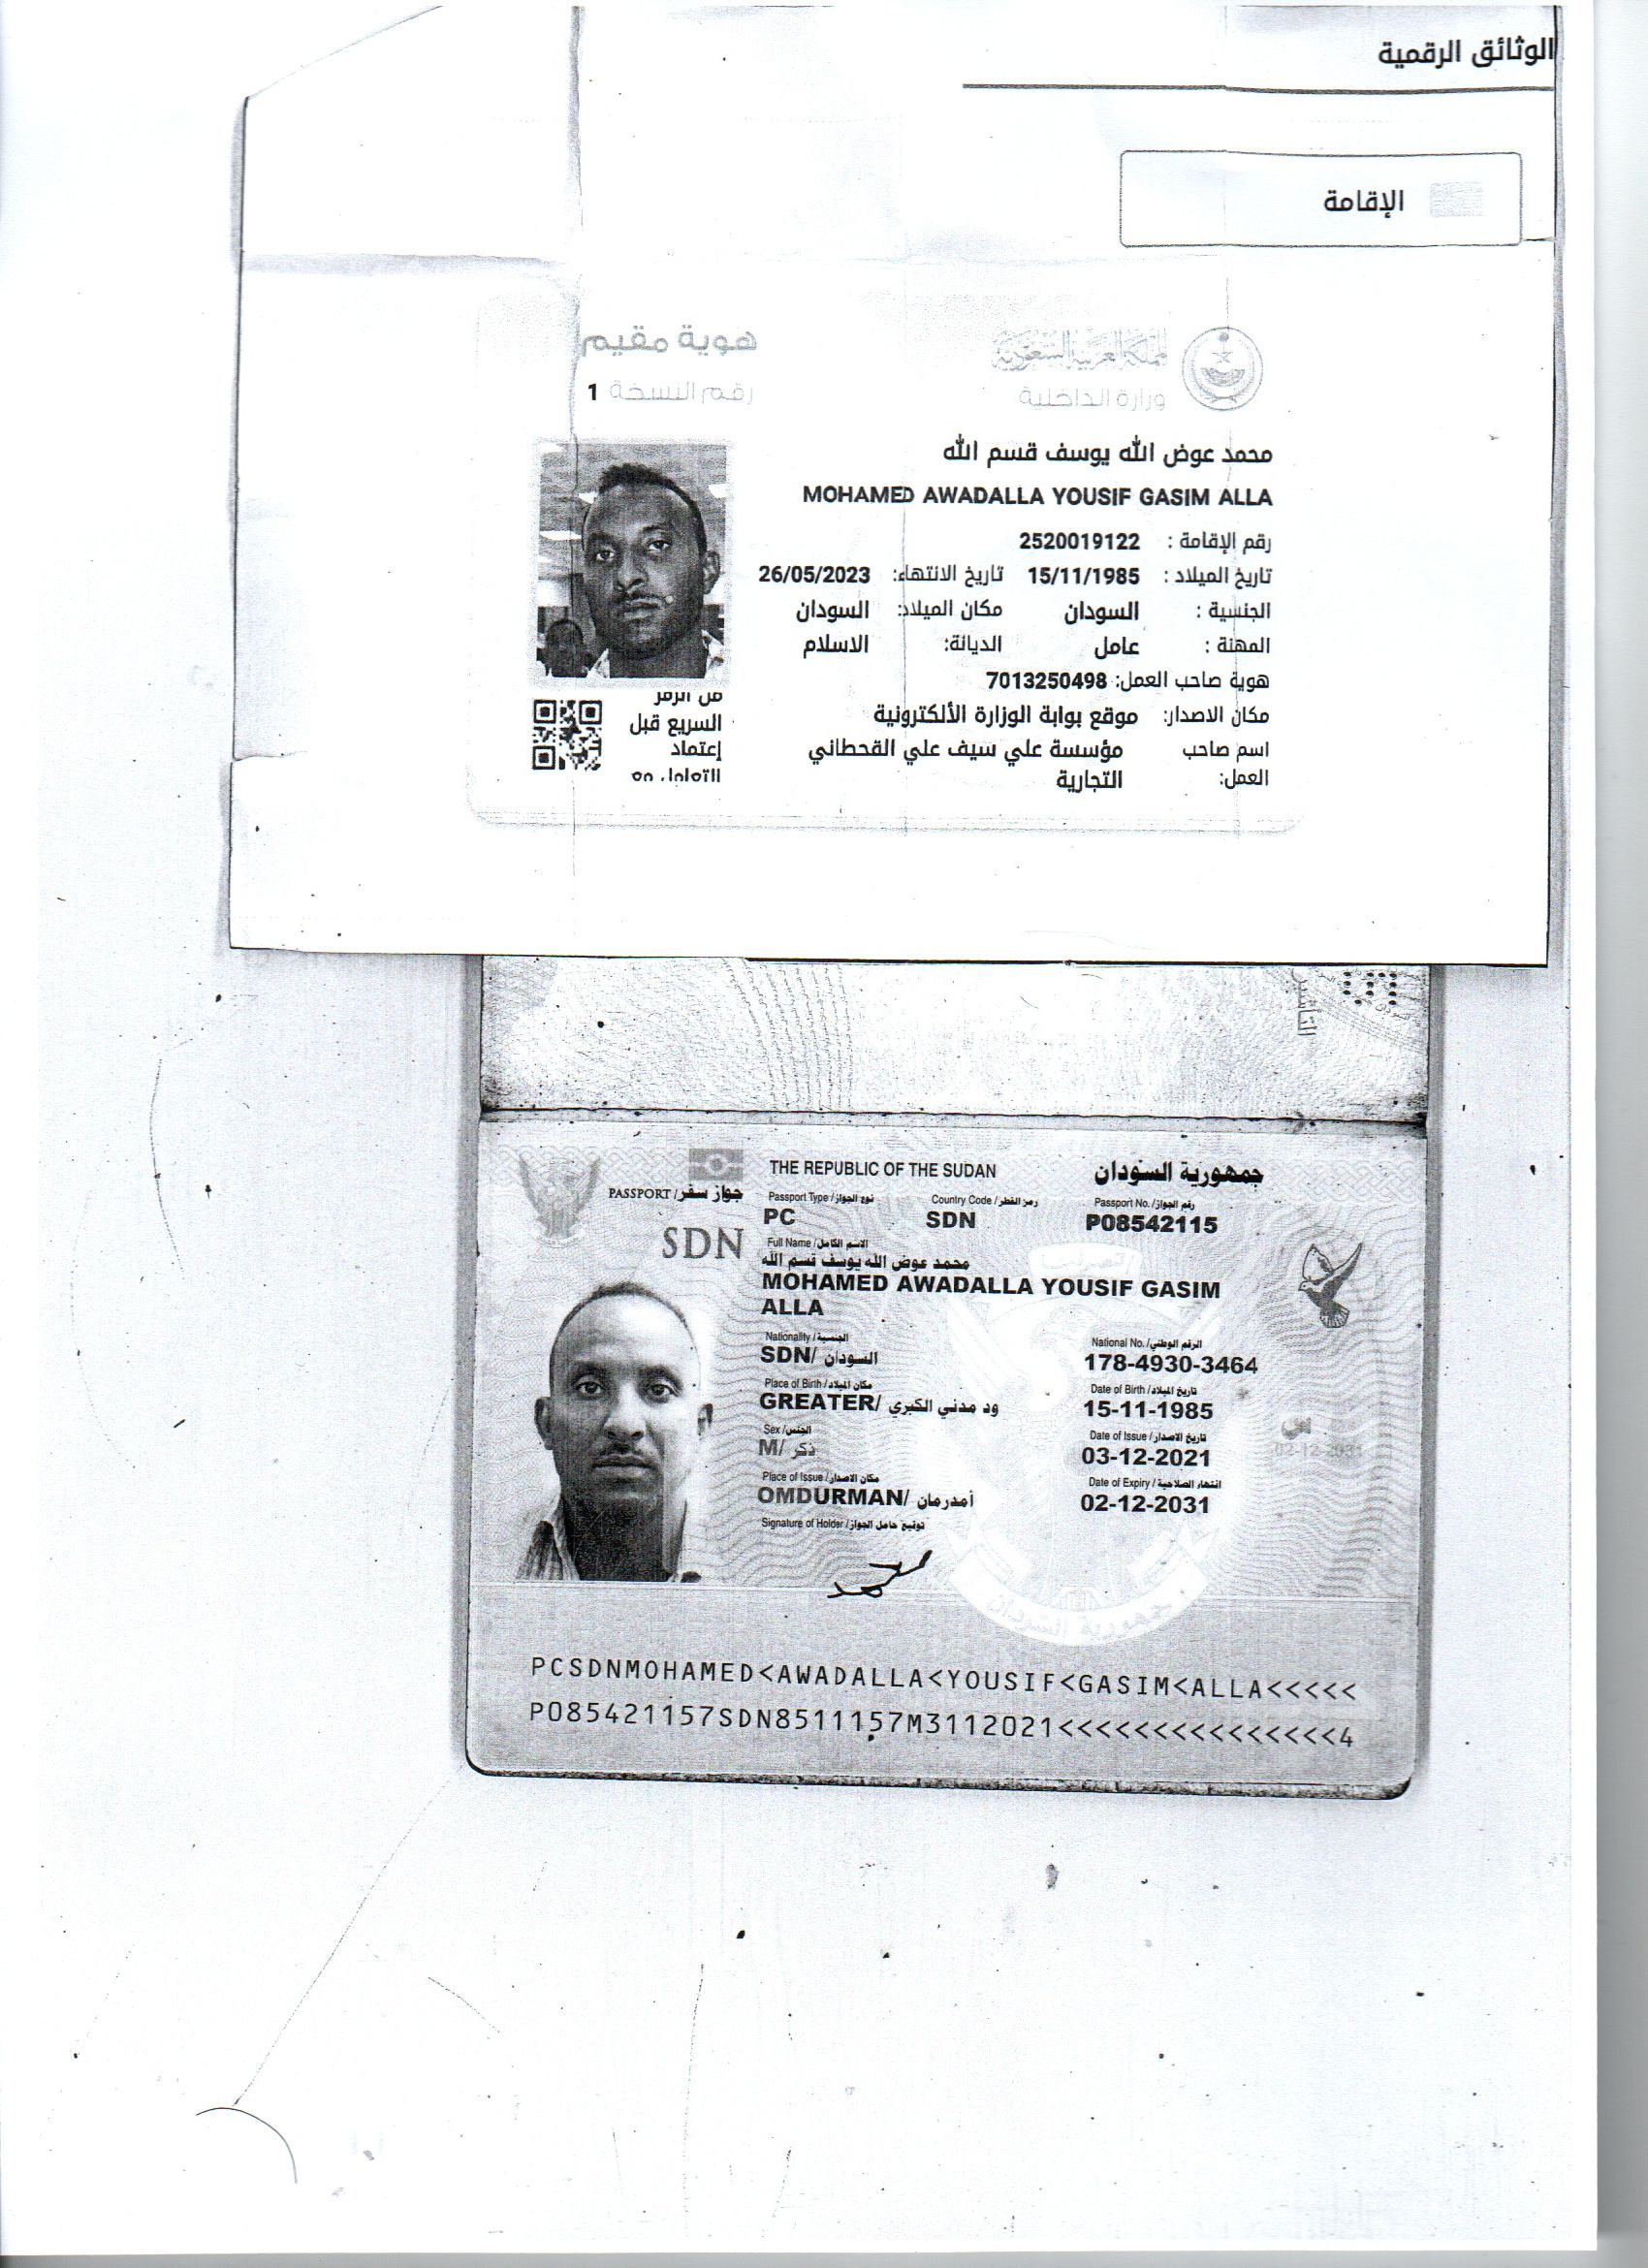 الوثائق الرقمية
الإقامة
المملكة العربية السعودية
وزارة الداخلية
هوية مقيم
رقم النسخة 1
محمد عوض الله يوسف قسم الله
MOHAMED AWADALLA YOUSIF GASIM ALLA
رقم الإقامة : 2520019122
تاريخ الميلاد : 15/11/1985 تاريخ الانتهاء: 26/05/2023
الجنسية : السودان مكان الميلاد: السودان
المهنة : عامل الديانة: الاسلام
هوية صاحب العمل: 7013250498
مكان الاصدار: موقع بوابة الوزارة الألكترونية
اسم صاحب العمل: مؤسسة علي سيف علي القحطاني
التجارية
من الرمز
السريع قبل
إعتماد
THE REPUBLIC OF THE SUDAN جمهورية السودان
PASSPORT / جواز سفر
SDN
Passport Type / نوع الجواز Country Code / رمز القطر Passport No. / رقم الجواز
PC SDN P08542115
Full Name / الاسم الكامل
محمد عوض الله يوسف قسم الله
MOHAMED AWADALLA YOUSIF GASIM
ALLA
Nationality / الجنسية National No. / الرقم الوطني
SDN/ السودان 178-4930-3464
Place of Birth / مكان الميلاد Date of Birth / تاريخ الميلاد
GREATER/ ود مدني الكبري 15-11-1985
Sex / الجنس Date of Issue / تاريخ الاصدار
M/ ذكر 03-12-2021
02-12-2031
Place of Issue / مكان الاصدار Date of Expiry / انتهاء الصلاحية
OMDURMAN/ أمدرمان 02-12-2031
Signature of Holder / توقيع حامل الجواز
جمهورية السودان
PCSDNMOHAMED<AWADALLA<YOUSIF<GASIM<ALLA<<<<<
P085421157SDN8511157M3112021<<<<<<<<<<<<<<<4